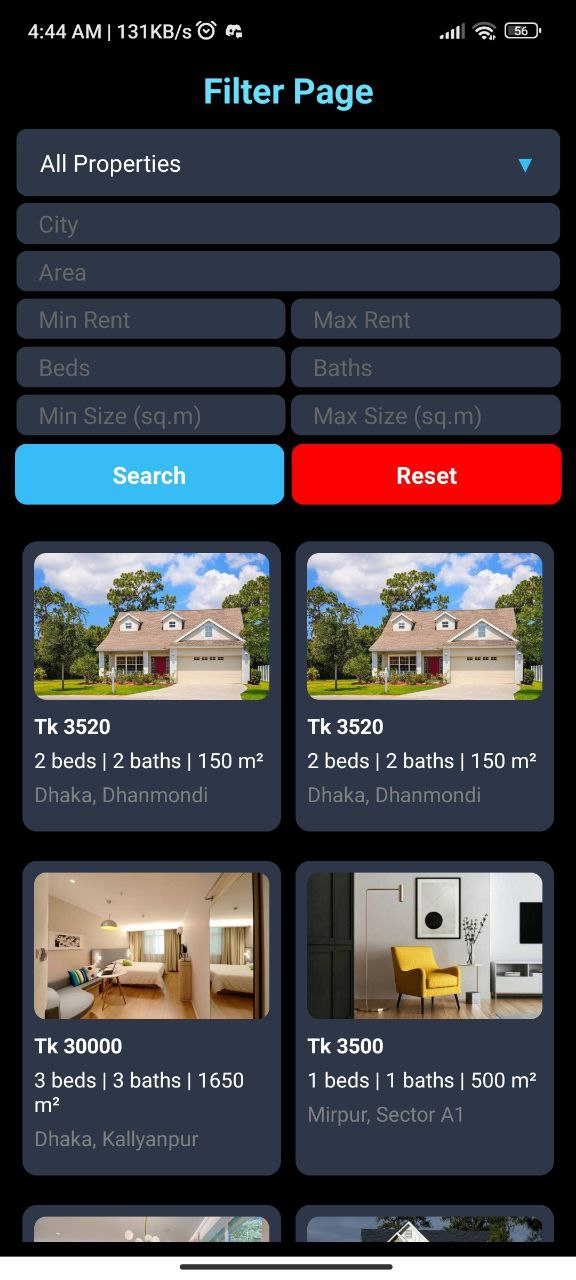 4:44 AM | 131KB/s
56
Filter Page
All Properties
City
Area
Min Rent
Max Rent
Beds
Baths
Min Size (sq.m)
Max Size (sq.m)
Search
Reset
Tk 3520
2 beds | 2 baths | 150 m²
Dhaka, Dhanmondi
Tk 3520
2 beds | 2 baths | 150 m²
Dhaka, Dhanmondi
Tk 30000
3 beds | 3 baths | 1650
m²
Dhaka, Kallyanpur
Tk 3500
1 beds | 1 baths | 500 m²
Mirpur, Sector A1